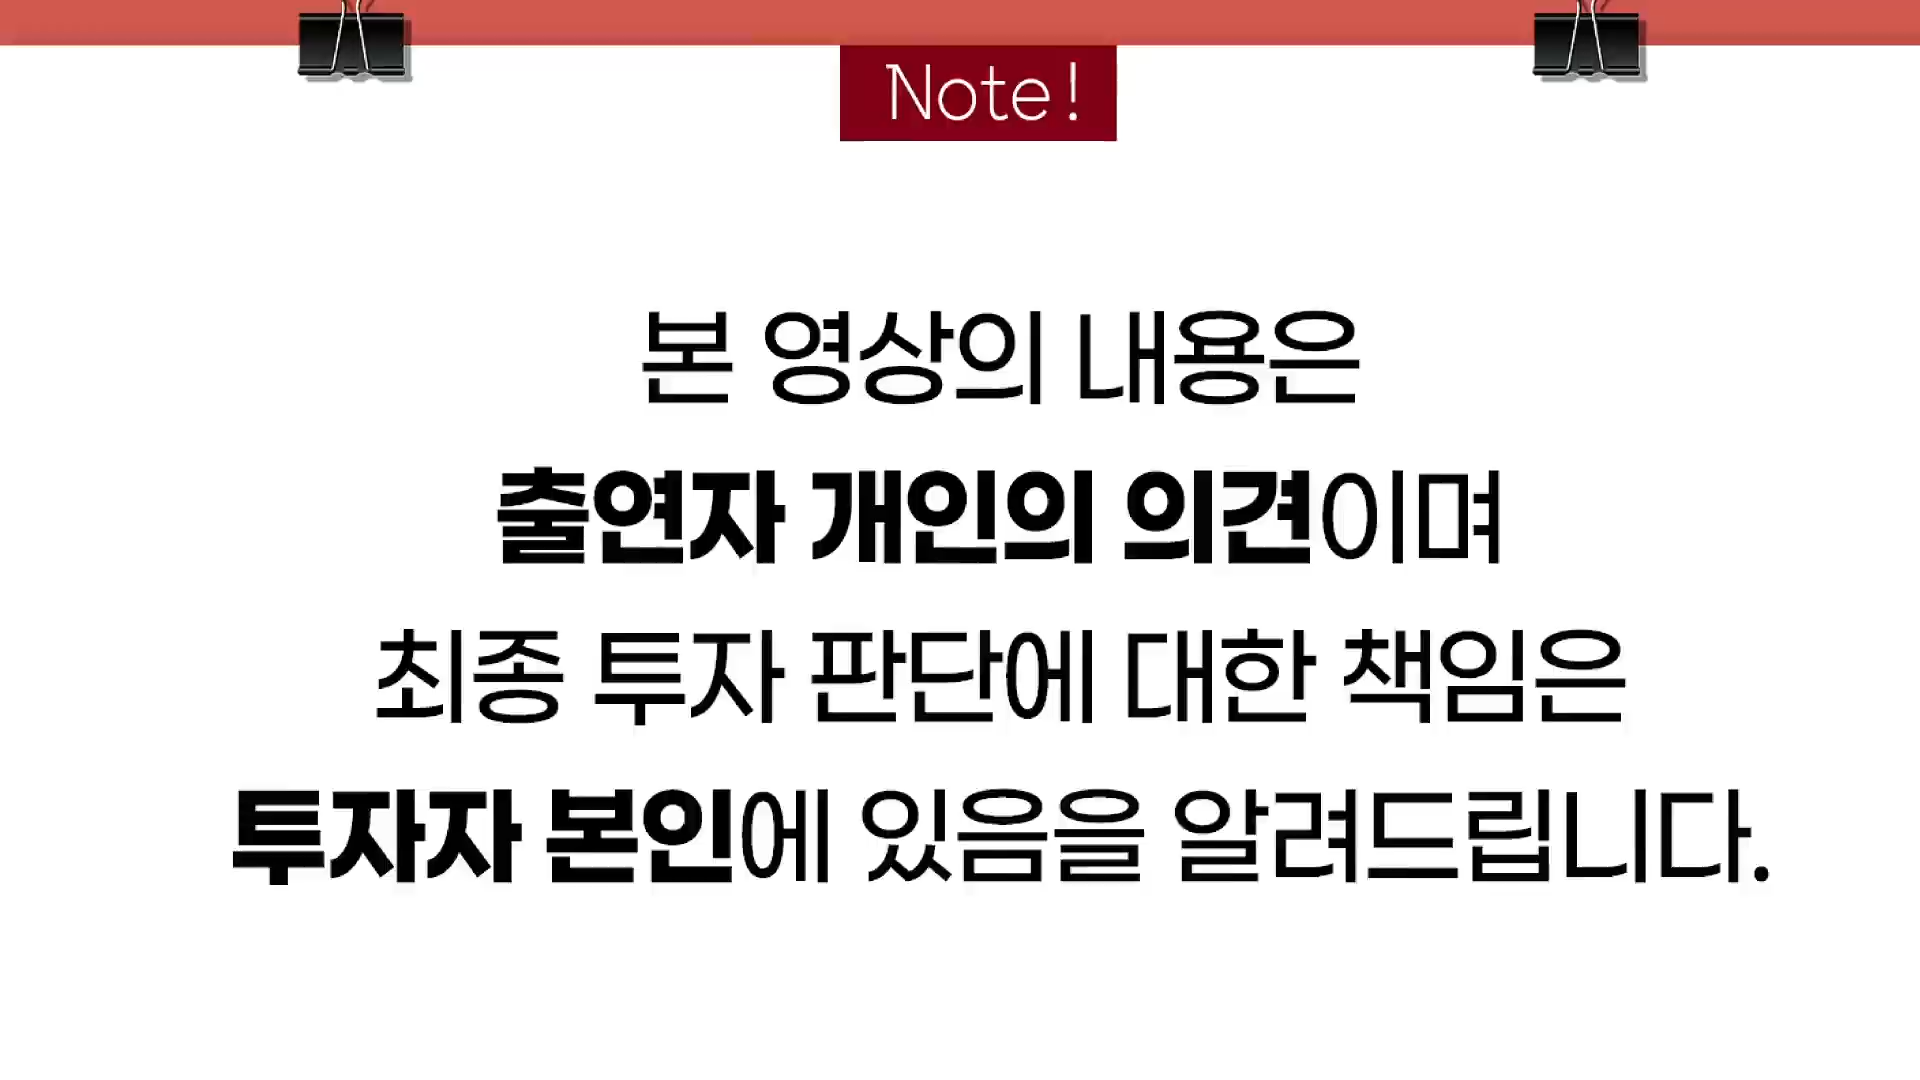 Note!
본 영상의 내용은
출연자 개인의 의견이며
최종 투자 판단에 대한 책임은
투자자 본인에 있음을 알려드립니다.